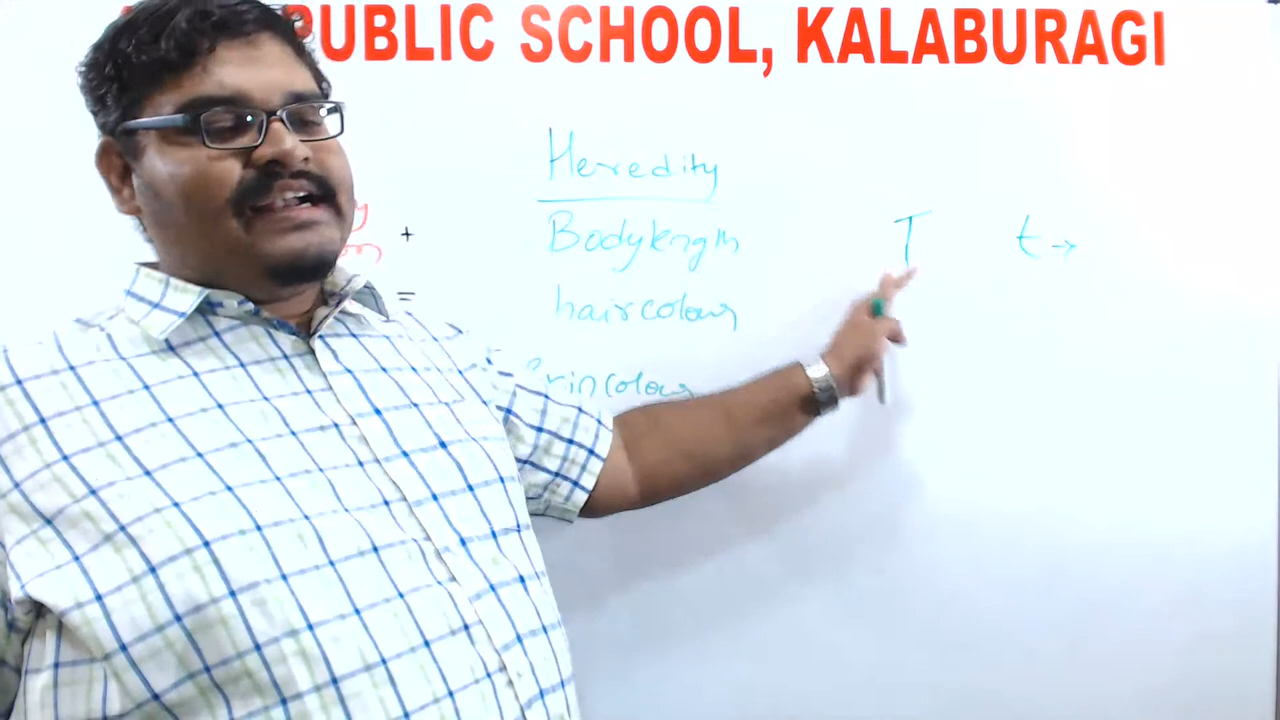 PUBLIC SCHOOL, KALABURAGI
Heredity
Bodylength T t →
+
haircolour
=